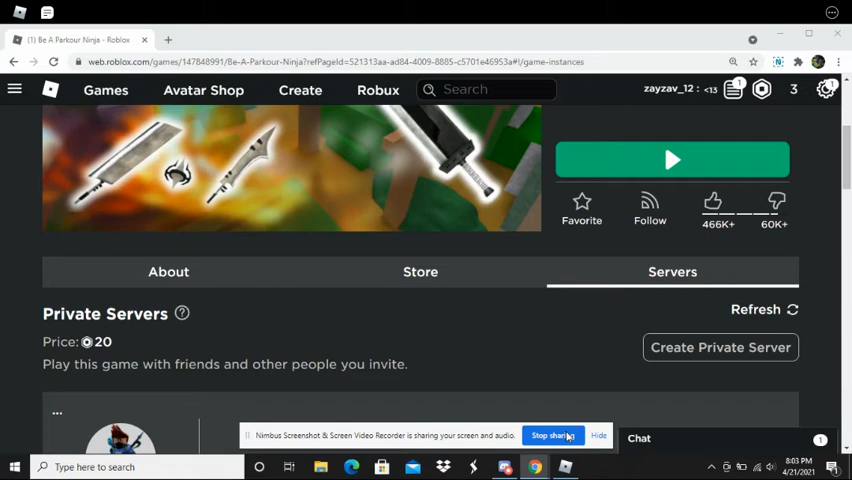 (1) Be A Parkour Ninja - Roblox
web.roblox.com/games/147848991/Be-A-Parkour-Ninja?refPageId=521313aa-ad84-4009-8885-c5701e46953a#!/game-instances
Games
Avatar Shop
Create
Robux
Search
zayzav_12 : <13
1
3
1
Favorite
Follow
466K+
60K+
About
Store
Servers
Private Servers ?
Refresh
Price: 20
Create Private Server
Play this game with friends and other people you invite.
...
Nimbus Screenshot & Screen Video Recorder is sharing your screen and audio.
Stop sharing
Hide
Chat
1
Type here to search
8:03 PM
4/21/2021